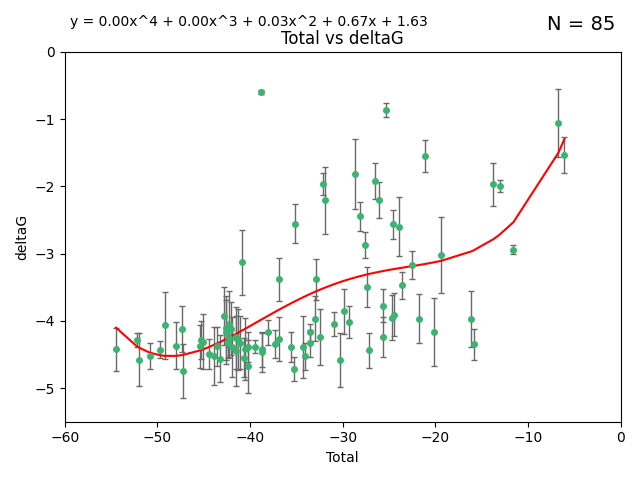 y = 0.00x^4 + 0.00x^3 + 0.03x^2 + 0.67x + 1.63
N = 85
Total vs deltaG
0
−1
−2
−3
−4
−5
deltaG
−60 −50 −40 −30 −20 −10 0
Total